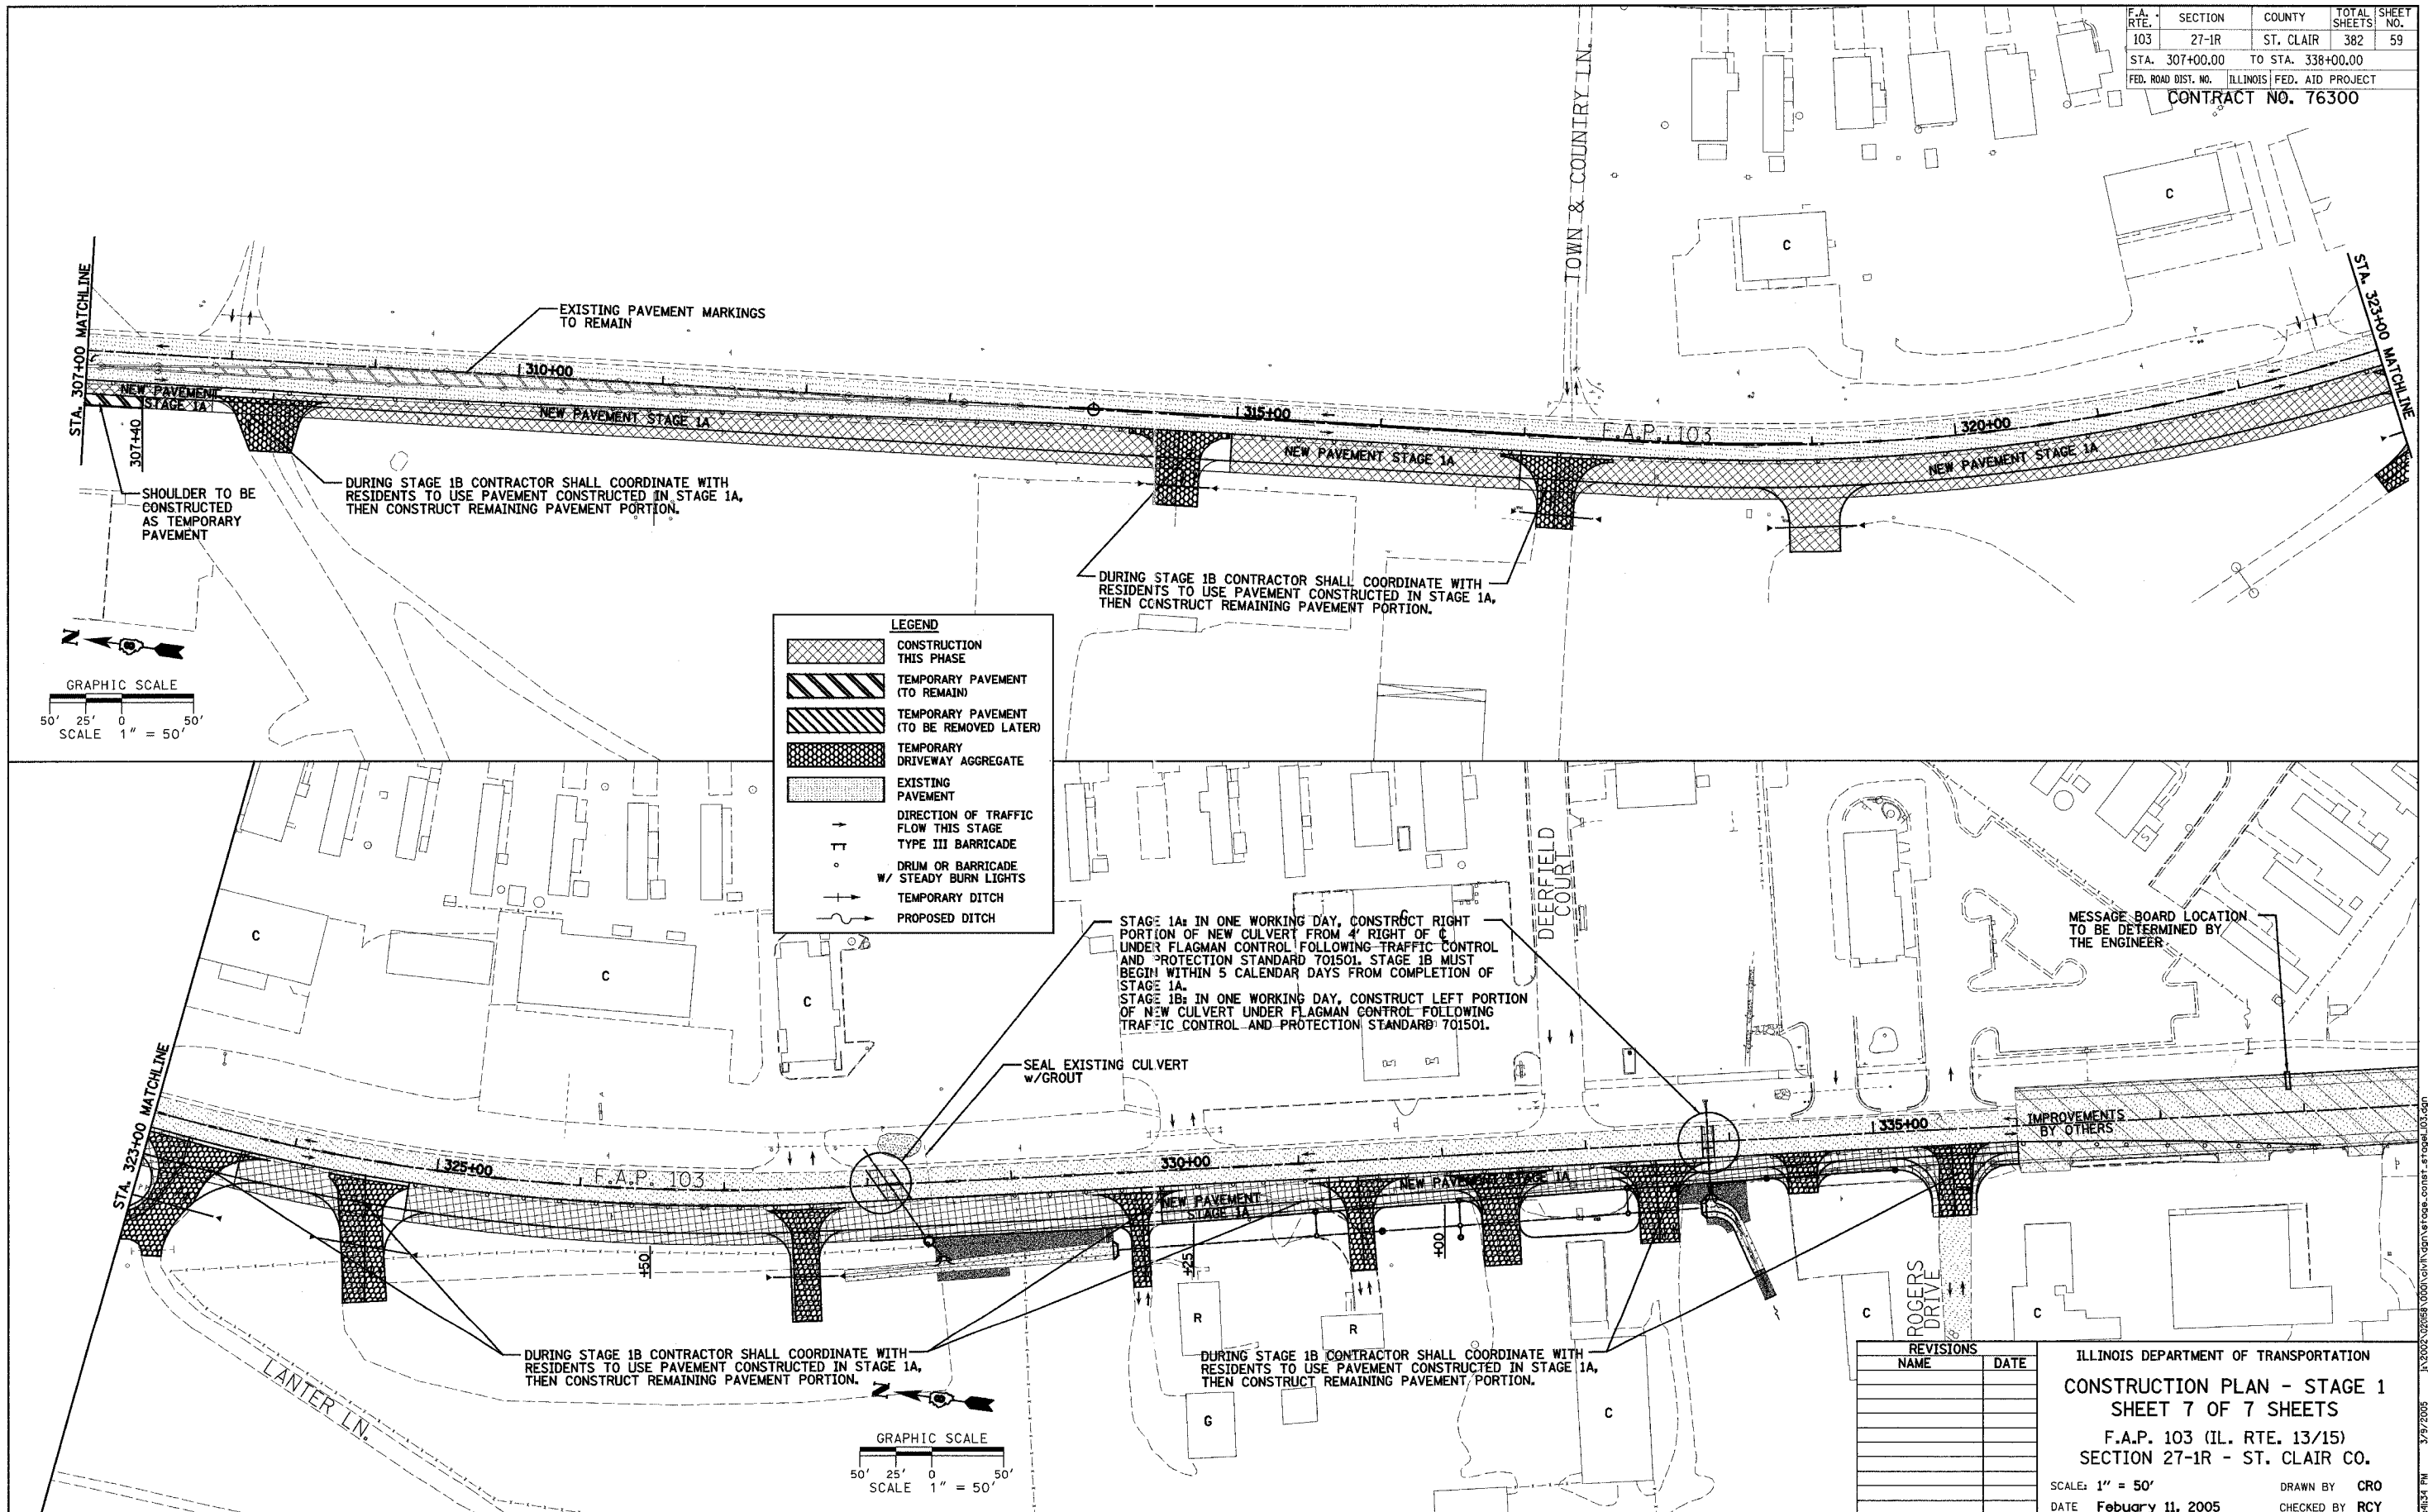 F.A. RTE. SECTION COUNTY TOTAL SHEETS SHEET NO.
103 27-1R ST. CLAIR 382 59
STA. 307+00.00 TO STA. 338+00.00
FED. ROAD DIST. NO. ILLINOIS FED. AID PROJECT
CONTRACT NO. 76300
TOWN & COUNTRY LN.
C
C
STA. 307+00 MATCHLINE
STA. 323+00 MATCHLINE
EXISTING PAVEMENT MARKINGS
TO REMAIN
310+00
315+00
320+00
F.A.P. 103
NEW PAVEMENT
STAGE 1A
NEW PAVEMENT STAGE 1A
NEW PAVEMENT STAGE 1A
NEW PAVEMENT STAGE 1A
307+40
SHOULDER TO BE
CONSTRUCTED
AS TEMPORARY
PAVEMENT
DURING STAGE 1B CONTRACTOR SHALL COORDINATE WITH
RESIDENTS TO USE PAVEMENT CONSTRUCTED IN STAGE 1A,
THEN CONSTRUCT REMAINING PAVEMENT PORTION.
DURING STAGE 1B CONTRACTOR SHALL COORDINATE WITH
RESIDENTS TO USE PAVEMENT CONSTRUCTED IN STAGE 1A,
THEN CONSTRUCT REMAINING PAVEMENT PORTION.
N
GRAPHIC SCALE
50' 25' 0 50'
SCALE 1" = 50'
LEGEND
CONSTRUCTION
THIS PHASE
TEMPORARY PAVEMENT
(TO REMAIN)
TEMPORARY PAVEMENT
(TO BE REMOVED LATER)
TEMPORARY
DRIVEWAY AGGREGATE
EXISTING
PAVEMENT
DIRECTION OF TRAFFIC
FLOW THIS STAGE
TYPE III BARRICADE
DRUM OR BARRICADE
W/ STEADY BURN LIGHTS
TEMPORARY DITCH
PROPOSED DITCH
C
C
C
C
DEERFIELD
COURT
S
STAGE 1A: IN ONE WORKING DAY, CONSTRUCT RIGHT
PORTION OF NEW CULVERT FROM 4' RIGHT OF ℄
UNDER FLAGMAN CONTROL FOLLOWING TRAFFIC CONTROL
AND PROTECTION STANDARD 701501. STAGE 1B MUST
BEGIN WITHIN 5 CALENDAR DAYS FROM COMPLETION OF
STAGE 1A.
STAGE 1B: IN ONE WORKING DAY, CONSTRUCT LEFT PORTION
OF NEW CULVERT UNDER FLAGMAN CONTROL FOLLOWING
TRAFFIC CONTROL AND PROTECTION STANDARD 701501.
MESSAGE BOARD LOCATION
TO BE DETERMINED BY
THE ENGINEER
SEAL EXISTING CULVERT
W/GROUT
STA. 323+00 MATCHLINE
325+00
F.A.P. 103
330+00
335+00
IMPROVEMENTS
BY OTHERS
NEW PAVEMENT
STAGE 1A
NEW PAVEMENT STAGE 1A
+50
+25
+00
R
R
G
C
C
C
ROGERS
DRIVE
LANTER LN.
DURING STAGE 1B CONTRACTOR SHALL COORDINATE WITH
RESIDENTS TO USE PAVEMENT CONSTRUCTED IN STAGE 1A,
THEN CONSTRUCT REMAINING PAVEMENT PORTION.
DURING STAGE 1B CONTRACTOR SHALL COORDINATE WITH
RESIDENTS TO USE PAVEMENT CONSTRUCTED IN STAGE 1A,
THEN CONSTRUCT REMAINING PAVEMENT PORTION.
N
GRAPHIC SCALE
50' 25' 0 50'
SCALE 1" = 50'
REVISIONS
NAME DATE
ILLINOIS DEPARTMENT OF TRANSPORTATION
CONSTRUCTION PLAN - STAGE 1
SHEET 7 OF 7 SHEETS
F.A.P. 103 (IL. RTE. 13/15)
SECTION 27-1R - ST. CLAIR CO.
SCALE: 1" = 50' DRAWN BY CRO
DATE Febuary 11, 2005 CHECKED BY RCY
3/9/2005